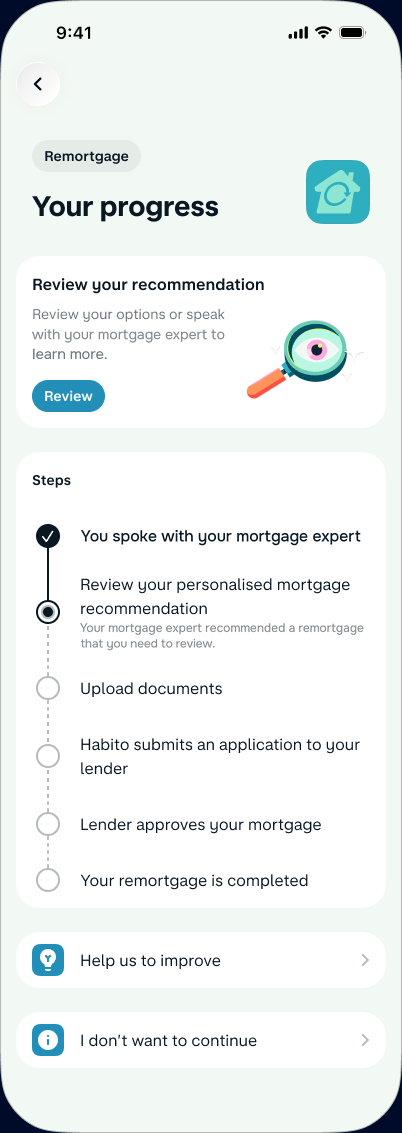 9:41
Remortgage
Your progress
Review your recommendation
Review your options or speak
with your mortgage expert to
learn more.
Review
Steps
You spoke with your mortgage expert
Review your personalised mortgage
recommendation
Your mortgage expert recommended a remortgage
that you need to review.
Upload documents
Habito submits an application to your
lender
Lender approves your mortgage
Your remortgage is completed
Help us to improve
I don't want to continue